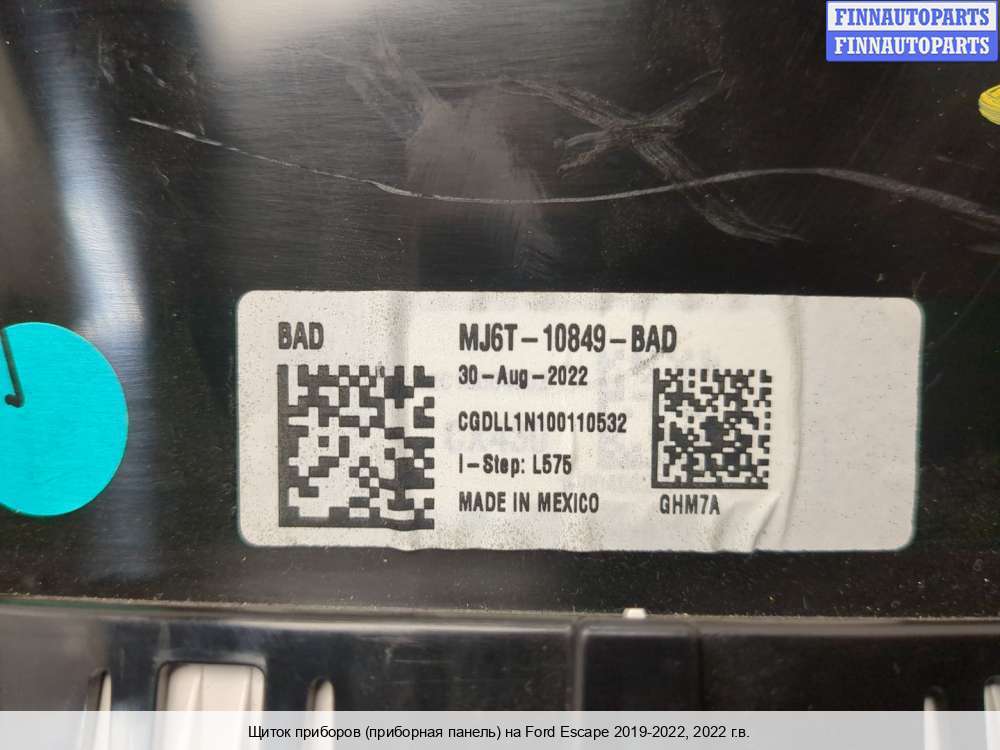 FINNAUTOPARTS
FINNAUTOPARTS
BAD
MJ6T-10849-BAD
30-Aug-2022
CGDLL1N100110532
I-Step: L575
MADE IN MEXICO
GHM7A
Щиток приборов (приборная панель) на Ford Escape 2019-2022, 2022 г.в.